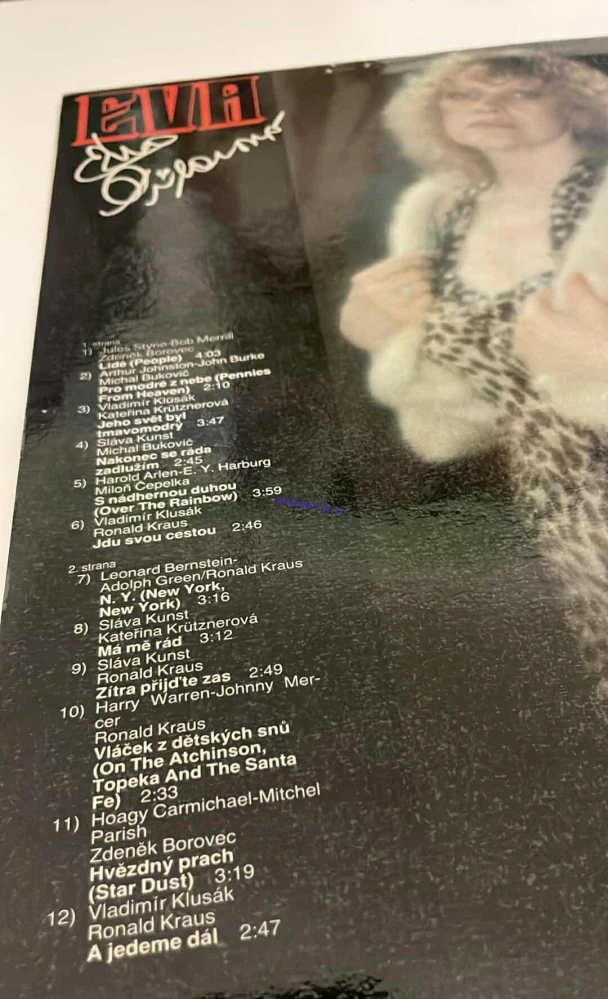 EVA
Eva Pilarová
1. strana
1) Jules Styne-Bob Merrill
Zdeněk Borovec
Lidé (People) 4:03
2) Arthur Johnston-John Burke
Michal Bukovič
Pro modré z nebe (Pennies
From Heaven) 2:10
3) Vladimír Klusák
Kateřina Krütznerová
Jeho svět byl
tmavomodrý 3:47
4) Sláva Kunst
Michal Bukovič
Nakonec se ráda
zadlužím 2:45
5) Harold Arlen-E. Y. Harburg
Miloň Čepelka
S nádhernou duhou
(Over The Rainbow) 3:59
6) Vladimír Klusák
Ronald Kraus
Jdu svou cestou 2:46
2. strana
7) Leonard Bernstein-
Adolph Green/Ronald Kraus
N. Y. (New York,
New York) 3:16
8) Sláva Kunst
Kateřina Krütznerová
Má mě rád 3:12
9) Sláva Kunst
Ronald Kraus
Zítra přijďte zas 2:49
10) Harry Warren-Johnny Mer-
cer
Ronald Kraus
Vláček z dětských snů
(On The Atchinson,
Topeka And The Santa
Fe) 2:33
11) Hoagy Carmichael-Mitchel
Parish
Zdeněk Borovec
Hvězdný prach
(Star Dust) 3:19
12) Vladimír Klusák
Ronald Kraus
A jedeme dál 2:47